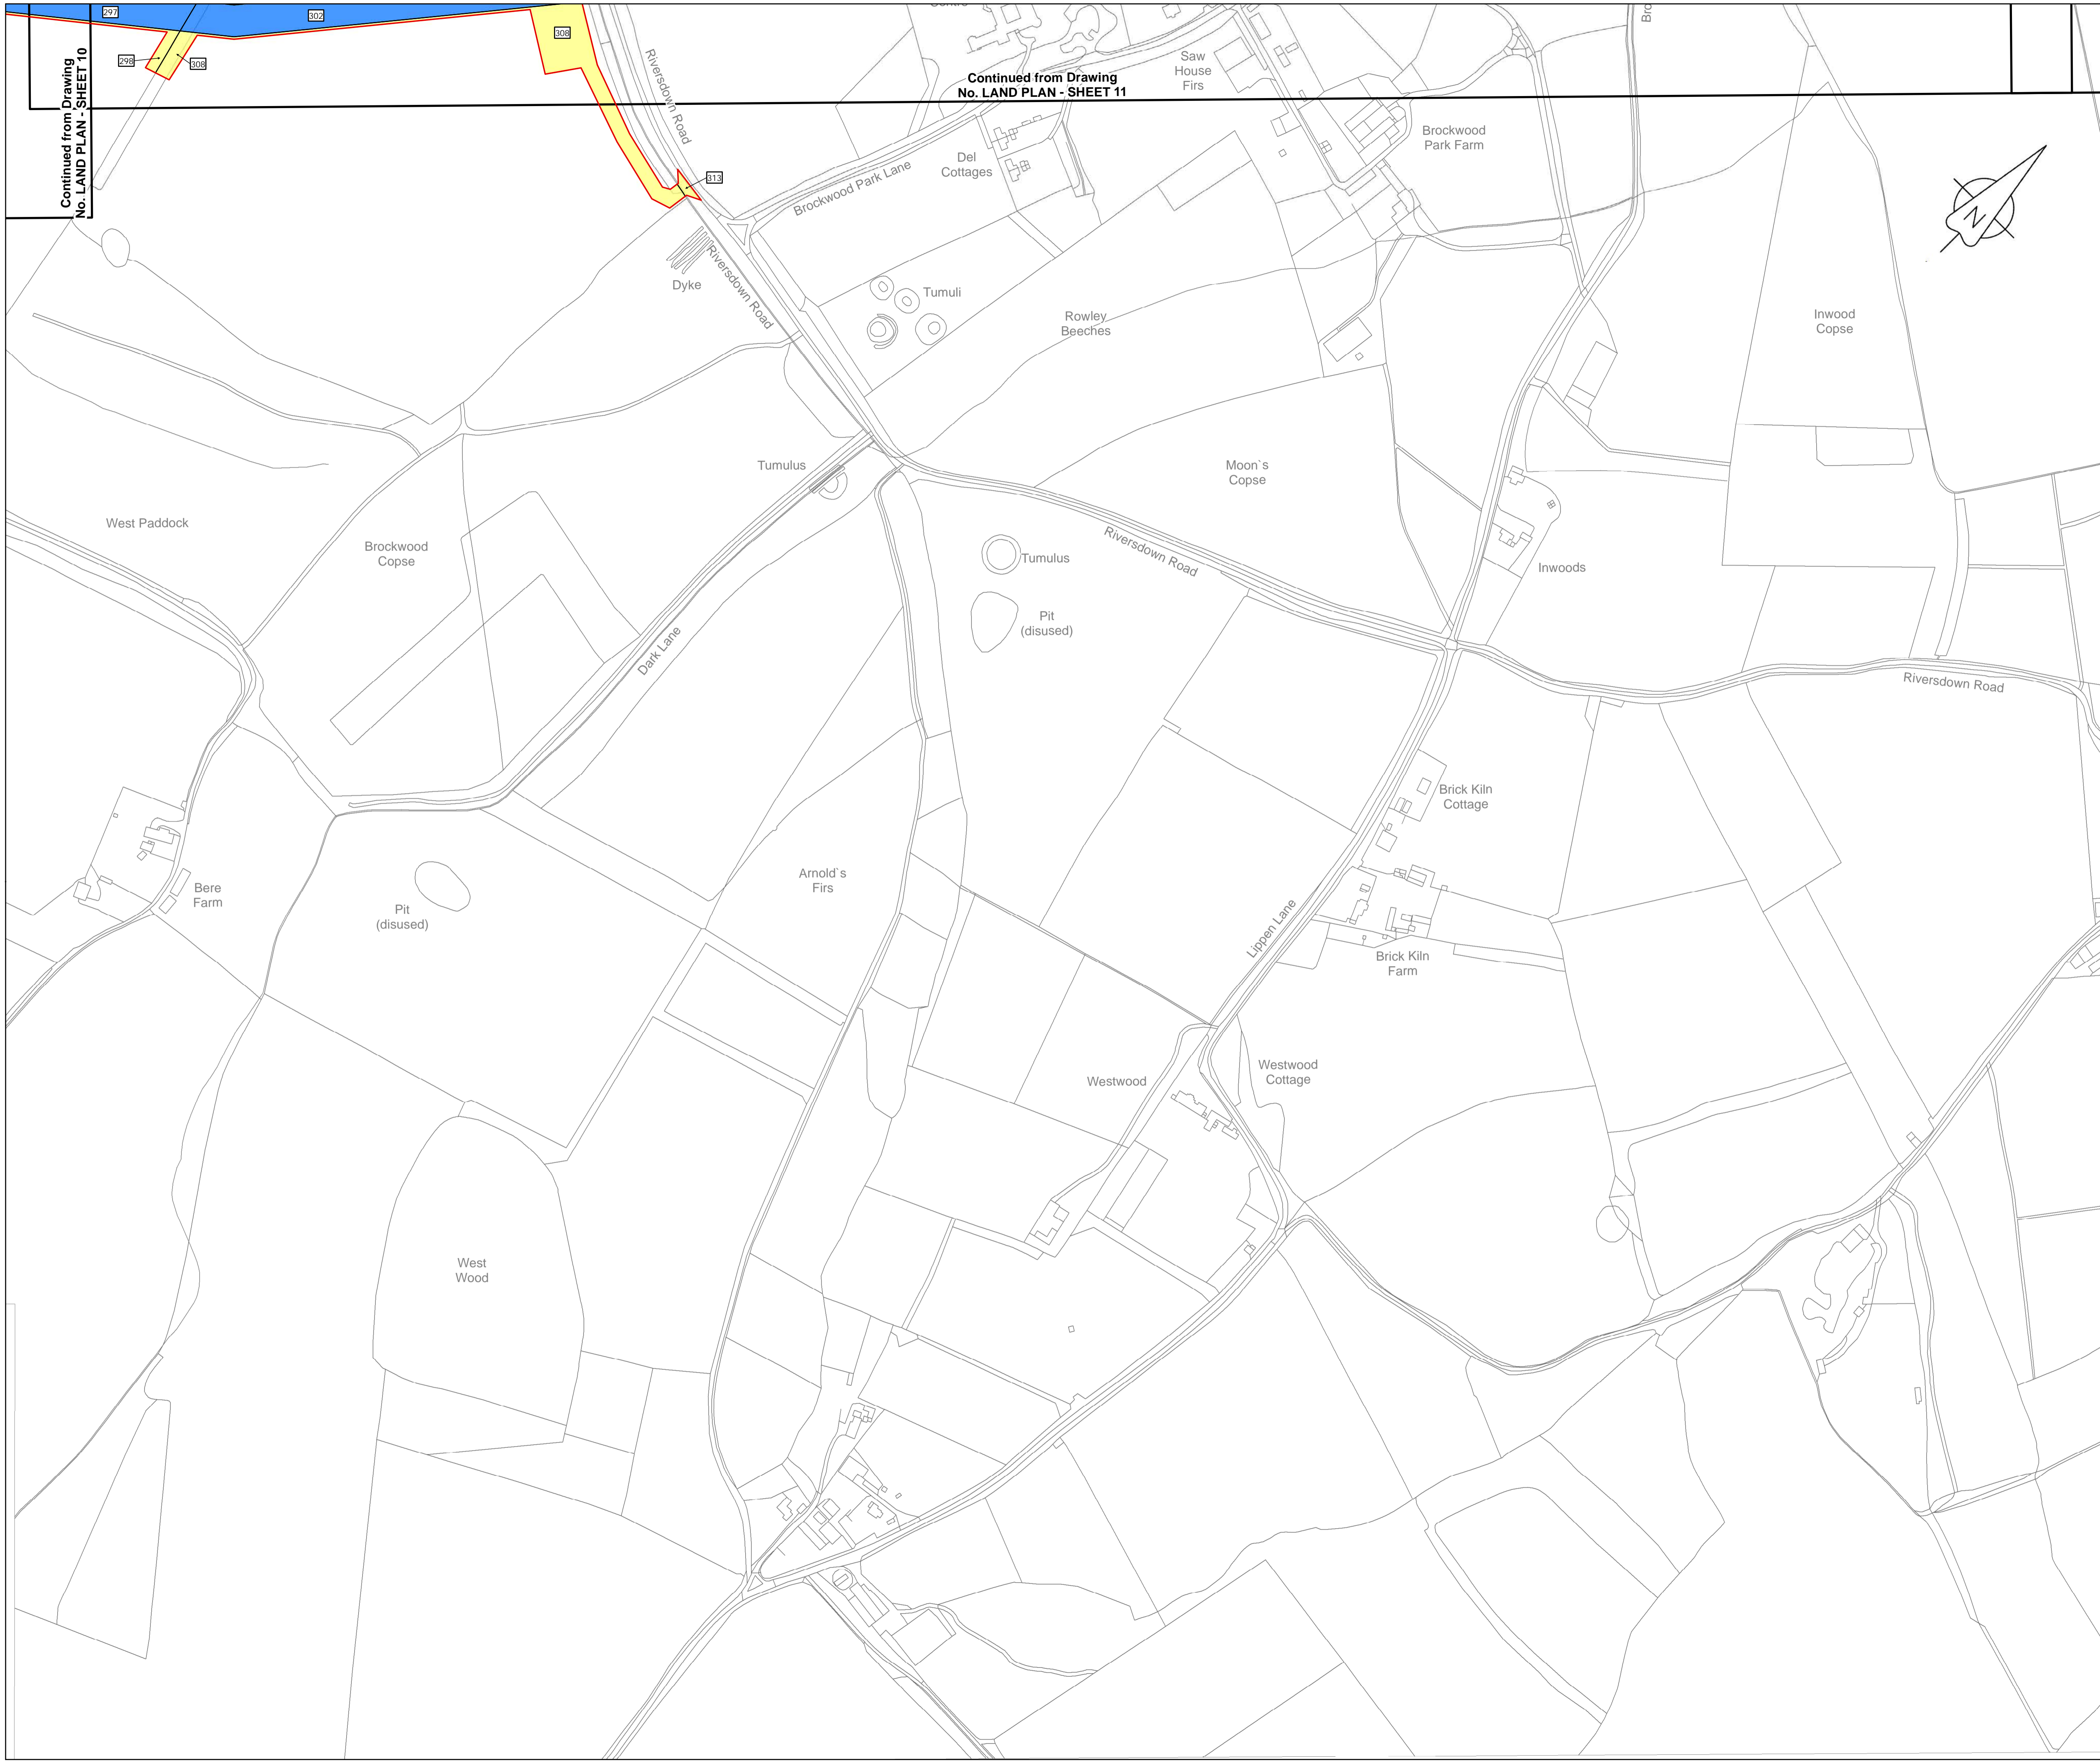 297
302
308
298
308
Continued from Drawing
No. LAND PLAN - SHEET 10
Riversdown Road
Continued from Drawing
No. LAND PLAN - SHEET 11
Saw
House
Firs
Brockwood
Park Farm
313
Del
Cottages
Brockwood Park Lane
N
Dyke
Riversdown Road
Tumuli
Rowley
Beeches
Inwood
Copse
Tumulus
Moon`s
Copse
West Paddock
Brockwood
Copse
Riversdown Road
Tumulus
Inwoods
Pit
(disused)
Dark Lane
Riversdown Road
Brick Kiln
Cottage
Arnold`s
Firs
Bere
Farm
Pit
(disused)
Lippen Lane
Brick Kiln
Farm
Westwood
Westwood
Cottage
West
Wood